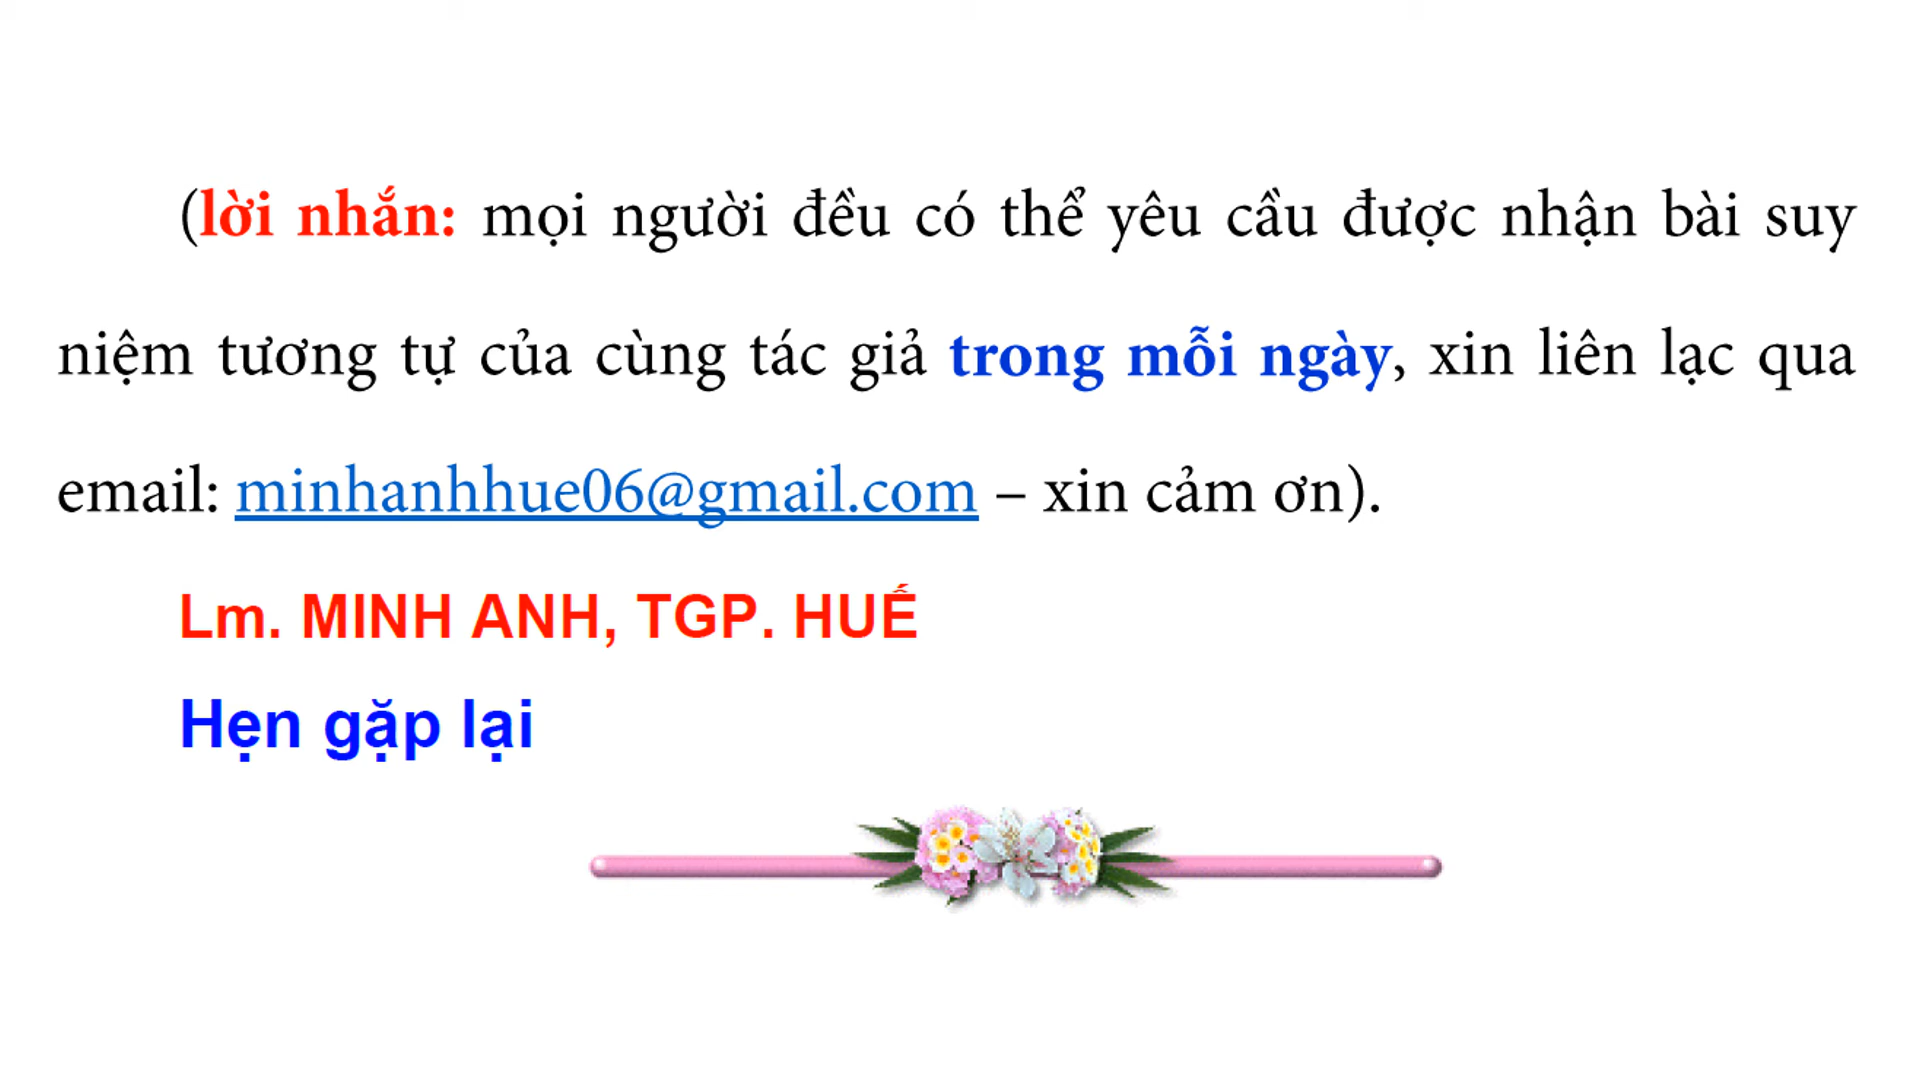 (lời nhắn: mọi người đều có thể yêu cầu được nhận bài suy
niệm tương tự của cùng tác giả trong mỗi ngày, xin liên lạc qua
email: minhanhhue06@gmail.com – xin cảm ơn).
Lm. MINH ANH, TGP. HUẾ
Hẹn gặp lại